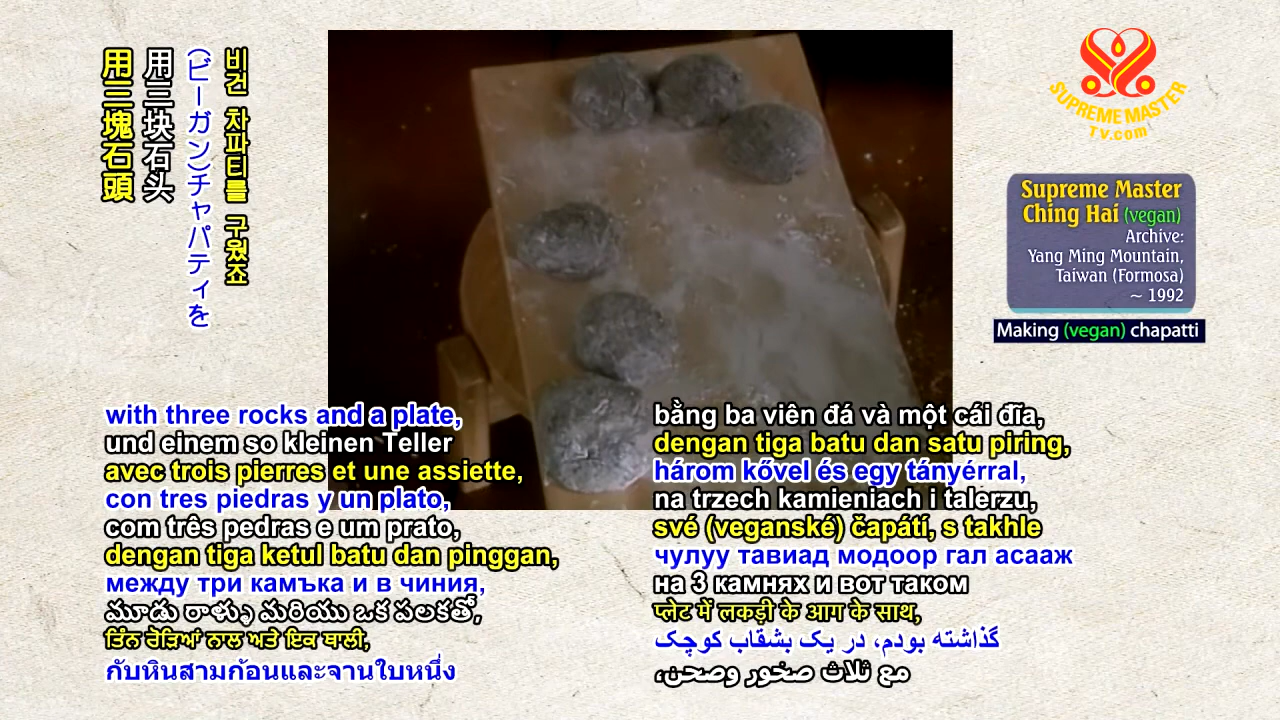 用三塊石頭
用三块石头
(ビーガン)チャパティを
비건 차파티를 구웠죠
SUPREME MASTER
TV.com
Supreme Master
Ching Hai (vegan)
Archive:
Yang Ming Mountain,
Taiwan (Formosa)
~ 1992
Making (vegan) chapatti
with three rocks and a plate,
und einem so kleinen Teller
avec trois pierres et une assiette,
con tres piedras y un plato,
com três pedras e um prato,
dengan tiga ketul batu dan pinggan,
между три камъка и в чиния,
మూడు రాళ్ళు మరియు ఒక పలకతో,
ਤਿੰਨ ਰੋੜਿਆਂ ਨਾਲ ਅਤੇ ਇਕ ਥਾਲੀ,
กับหินสามก้อนและจานใบหนึ่ง
bằng ba viên đá và một cái đĩa,
dengan tiga batu dan satu piring,
három kővel és egy tányérral,
na trzech kamieniach i talerzu,
své (veganské) čapátí, s takhle
чулуу тавиад модоор гал асааж
на 3 камнях и вот таком
प्लेट में लकड़ी के आग के साथ,
گذاشته بودم، در یک بشقاب کوچک
مع ثلاث صخور وصحن،